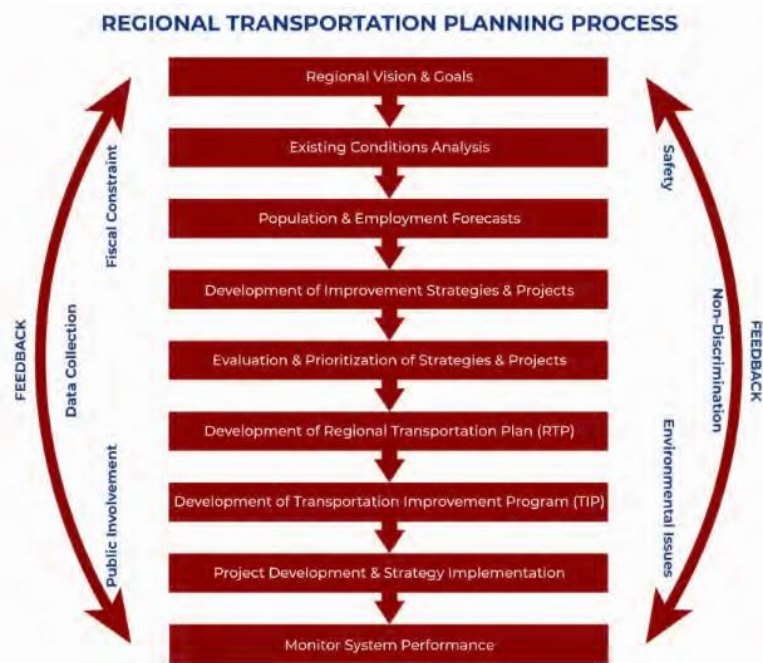 REGIONAL TRANSPORTATION PLANNING PROCESS
Regional Vision & Goals
Existing Conditions Analysis
Population & Employment Forecasts
Development of Improvement Strategies & Projects
Evaluation & Prioritization of Strategies & Projects
Development of Regional Transportation Plan (RTP)
Development of Transportation Improvement Program (TIP)
Project Development & Strategy Implementation
Monitor System Performance
FEEDBACK
Fiscal Constraint
Data Collection
Public Involvement
Safety
Non-Discrimination
Environmental Issues
FEEDBACK